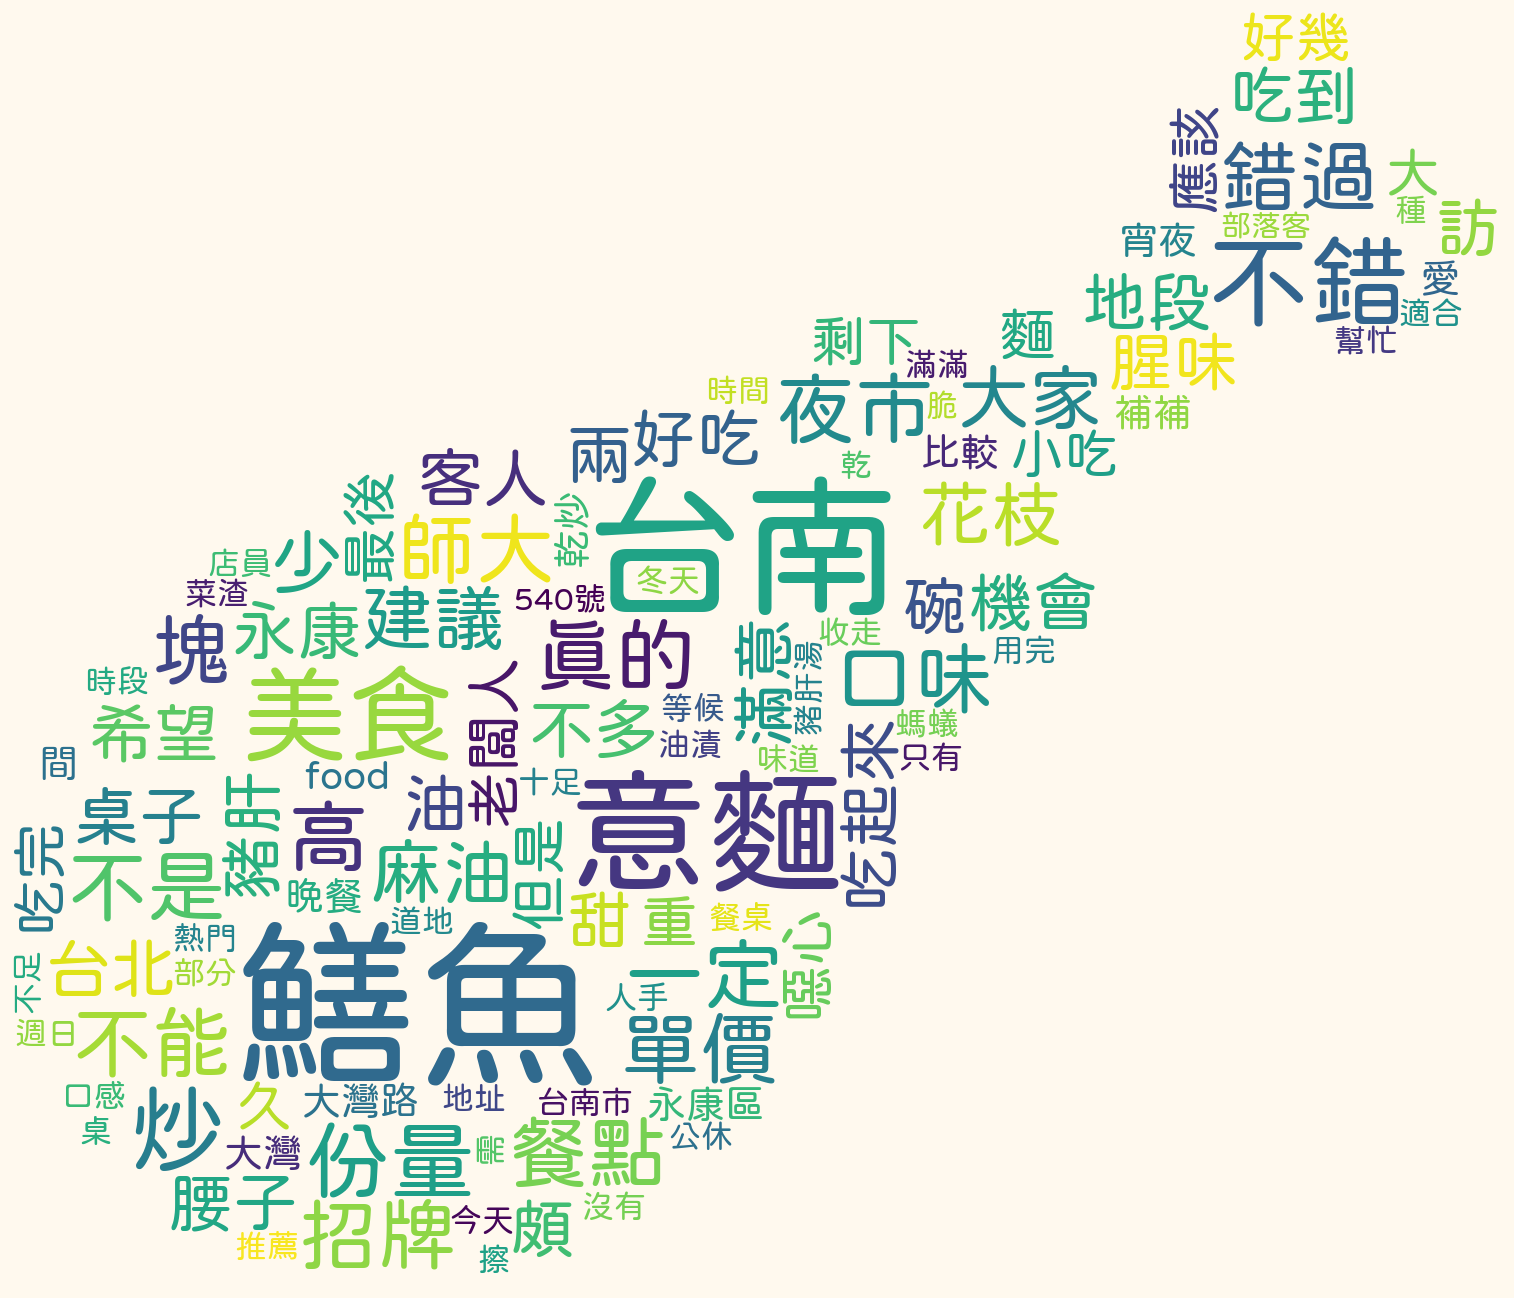 好幾
吃到
應該
錯過
大
種
部落客
訪
宵夜
不錯
愛
適合
地段
幫忙
剩下
麵
滿滿
腥味
時間
夜市
脆
大家
補補
兩
好吃
比較
小吃
客人
乾
最後
台南
花枝
師大
乾炒
店員
少
冬天
菜渣
540號
碗
機會
永康
建議
塊
真的
滿意
收走
豬肝湯
口味
用完
時段
美食
老闆人
不多
等候
希望
油漬
螞蟻
味道
吃起來
只有
間
food
十足
意麵
桌子
豬肝
高
油
吃完
不是
麻油
但是
晚餐
甜
重
餐桌
道地
噁心
熱門
鱔魚
台北
部分
一定
不足
人手
週日
不能
單價
口感
久
大灣路
地址
台南市
永康區
桌
炒
大灣
份量
需
餐點
公休
腰子
招牌
今天
頗
沒有
推薦
擦